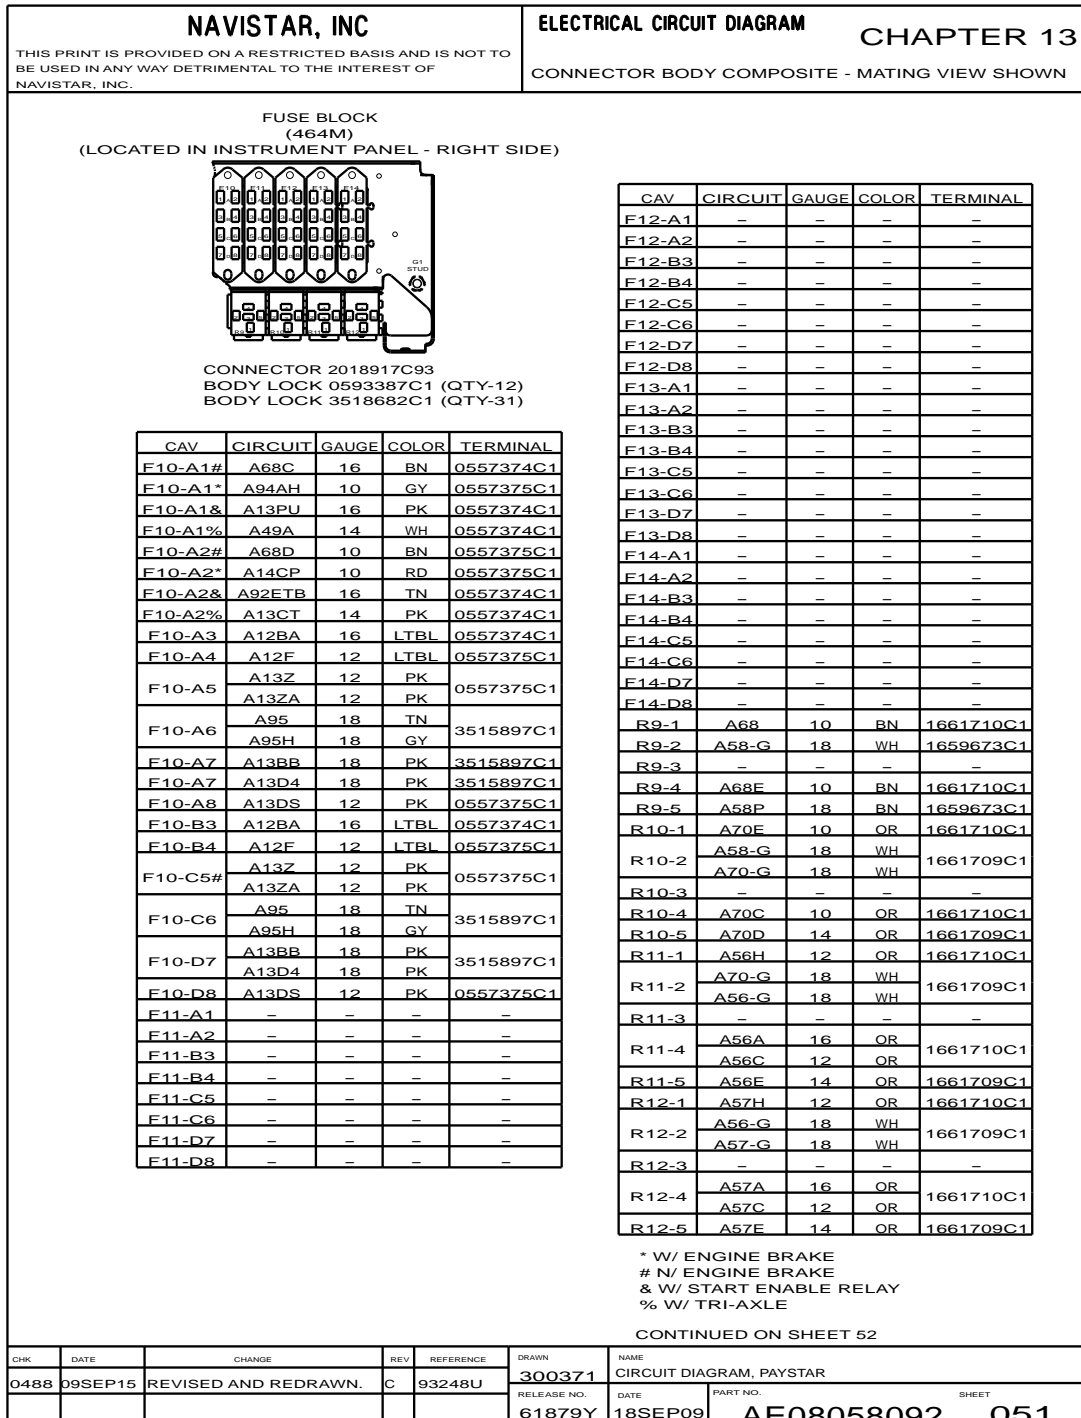 NAVISTAR, INC
THIS PRINT IS PROVIDED ON A RESTRICTED BASIS AND IS NOT TO
BE USED IN ANY WAY DETRIMENTAL TO THE INTEREST OF
NAVISTAR, INC.
ELECTRICAL CIRCUIT DIAGRAM
CHAPTER 13
CONNECTOR BODY COMPOSITE - MATING VIEW SHOWN
FUSE BLOCK
(464M)
(LOCATED IN INSTRUMENT PANEL - RIGHT SIDE)
F10 F11 F12 F13 F14
G1
STUD
R9 R10 R11 R12
CONNECTOR 2018917C93
BODY LOCK 0593387C1 (QTY-12)
BODY LOCK 3518682C1 (QTY-31)
CAV CIRCUIT GAUGE COLOR TERMINAL
F10-A1# A68C 16 BN 0557374C1
F10-A1* A94AH 10 GY 0557375C1
F10-A1& A13PU 16 PK 0557374C1
F10-A1% A49A 14 WH 0557374C1
F10-A2# A68D 10 BN 0557375C1
F10-A2* A14CP 10 RD 0557375C1
F10-A2& A92ETB 16 TN 0557374C1
F10-A2% A13CT 14 PK 0557374C1
F10-A3 A12BA 16 LTBL 0557374C1
F10-A4 A12F 12 LTBL 0557375C1
F10-A5 A13Z 12 PK 0557375C1
A13ZA 12 PK
F10-A6 A95 18 TN 3515897C1
A95H 18 GY
F10-A7 A13BB 18 PK 3515897C1
F10-A7 A13D4 18 PK 3515897C1
F10-A8 A13DS 12 PK 0557375C1
F10-B3 A12BA 16 LTBL 0557374C1
F10-B4 A12F 12 LTBL 0557375C1
F10-C5# A13Z 12 PK 0557375C1
A13ZA 12 PK
F10-C6 A95 18 TN 3515897C1
A95H 18 GY
F10-D7 A13BB 18 PK 3515897C1
A13D4 18 PK
F10-D8 A13DS 12 PK 0557375C1
F11-A1 – – – –
F11-A2 – – – –
F11-B3 – – – –
F11-B4 – – – –
F11-C5 – – – –
F11-C6 – – – –
F11-D7 – – – –
F11-D8 – – – –
CAV CIRCUIT GAUGE COLOR TERMINAL
F12-A1 – – – –
F12-A2 – – – –
F12-B3 – – – –
F12-B4 – – – –
F12-C5 – – – –
F12-C6 – – – –
F12-D7 – – – –
F12-D8 – – – –
F13-A1 – – – –
F13-A2 – – – –
F13-B3 – – – –
F13-B4 – – – –
F13-C5 – – – –
F13-C6 – – – –
F13-D7 – – – –
F13-D8 – – – –
F14-A1 – – – –
F14-A2 – – – –
F14-B3 – – – –
F14-B4 – – – –
F14-C5 – – – –
F14-C6 – – – –
F14-D7 – – – –
F14-D8 – – – –
R9-1 A68 10 BN 1661710C1
R9-2 A58-G 18 WH 1659673C1
R9-3 – – – –
R9-4 A68E 10 BN 1661710C1
R9-5 A58P 18 BN 1659673C1
R10-1 A70E 10 OR 1661710C1
R10-2 A58-G 18 WH 1661709C1
A70-G 18 WH
R10-3 – – – –
R10-4 A70C 10 OR 1661710C1
R10-5 A70D 14 OR 1661709C1
R11-1 A56H 12 OR 1661710C1
R11-2 A70-G 18 WH 1661709C1
A56-G 18 WH
R11-3 – – – –
R11-4 A56A 16 OR 1661710C1
A56C 12 OR
R11-5 A56E 14 OR 1661709C1
R12-1 A57H 12 OR 1661710C1
R12-2 A56-G 18 WH 1661709C1
A57-G 18 WH
R12-3 – – – –
R12-4 A57A 16 OR 1661710C1
A57C 12 OR
R12-5 A57E 14 OR 1661709C1
* W/ ENGINE BRAKE
# N/ ENGINE BRAKE
& W/ START ENABLE RELAY
% W/ TRI-AXLE
CONTINUED ON SHEET 52
CHK DATE CHANGE REV REFERENCE
0488 09SEP15 REVISED AND REDRAWN. C 93248U
DRAWN
300371
NAME
CIRCUIT DIAGRAM, PAYSTAR
RELEASE NO.
61879Y
DATE
18SEP09
PART NO.
AE08058092
SHEET
051